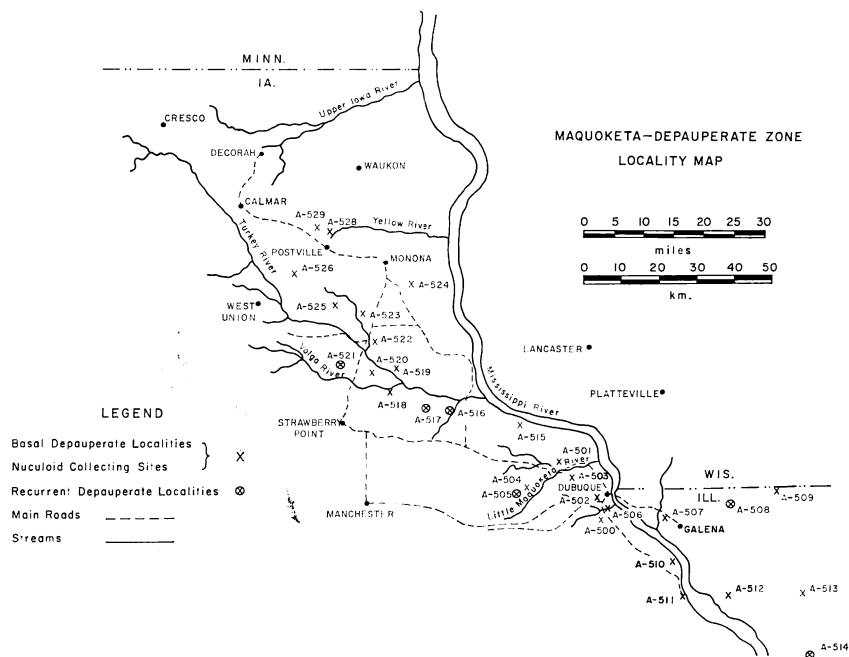 MINN.
IA.
Upper Iowa River
CRESCO
DECORAH
WAUKON
MAQUOKETA—DEPAUPERATE ZONE
LOCALITY MAP
CALMAR
A-529
A-528
Yellow River
0 5 10 15 20 25 30
miles
Turkey River
POSTVILLE
MONONA
A-526
0 10 20 30 40 50
km.
A-524
WEST
UNION
A-525
A-523
A-522
LANCASTER
Volga River
A-521
A-520
A-519
Mississippi River
PLATTEVILLE
A-518
A-517
A-516
LEGEND
STRAWBERRY
POINT
A-515
Basal Depauperate Localities
Nuculoid Collecting Sites
X
Recurrent Depauperate Localities
Main Roads
Streams
A-501
Little Maquoketa River
A-503
A-504
A-505
DUBUQUE
A-502
WIS.
ILL.
A-509
A-508
MANCHESTER
A-506
A-507
A-500
GALENA
A-510
A-511
A-512
A-513
A-514